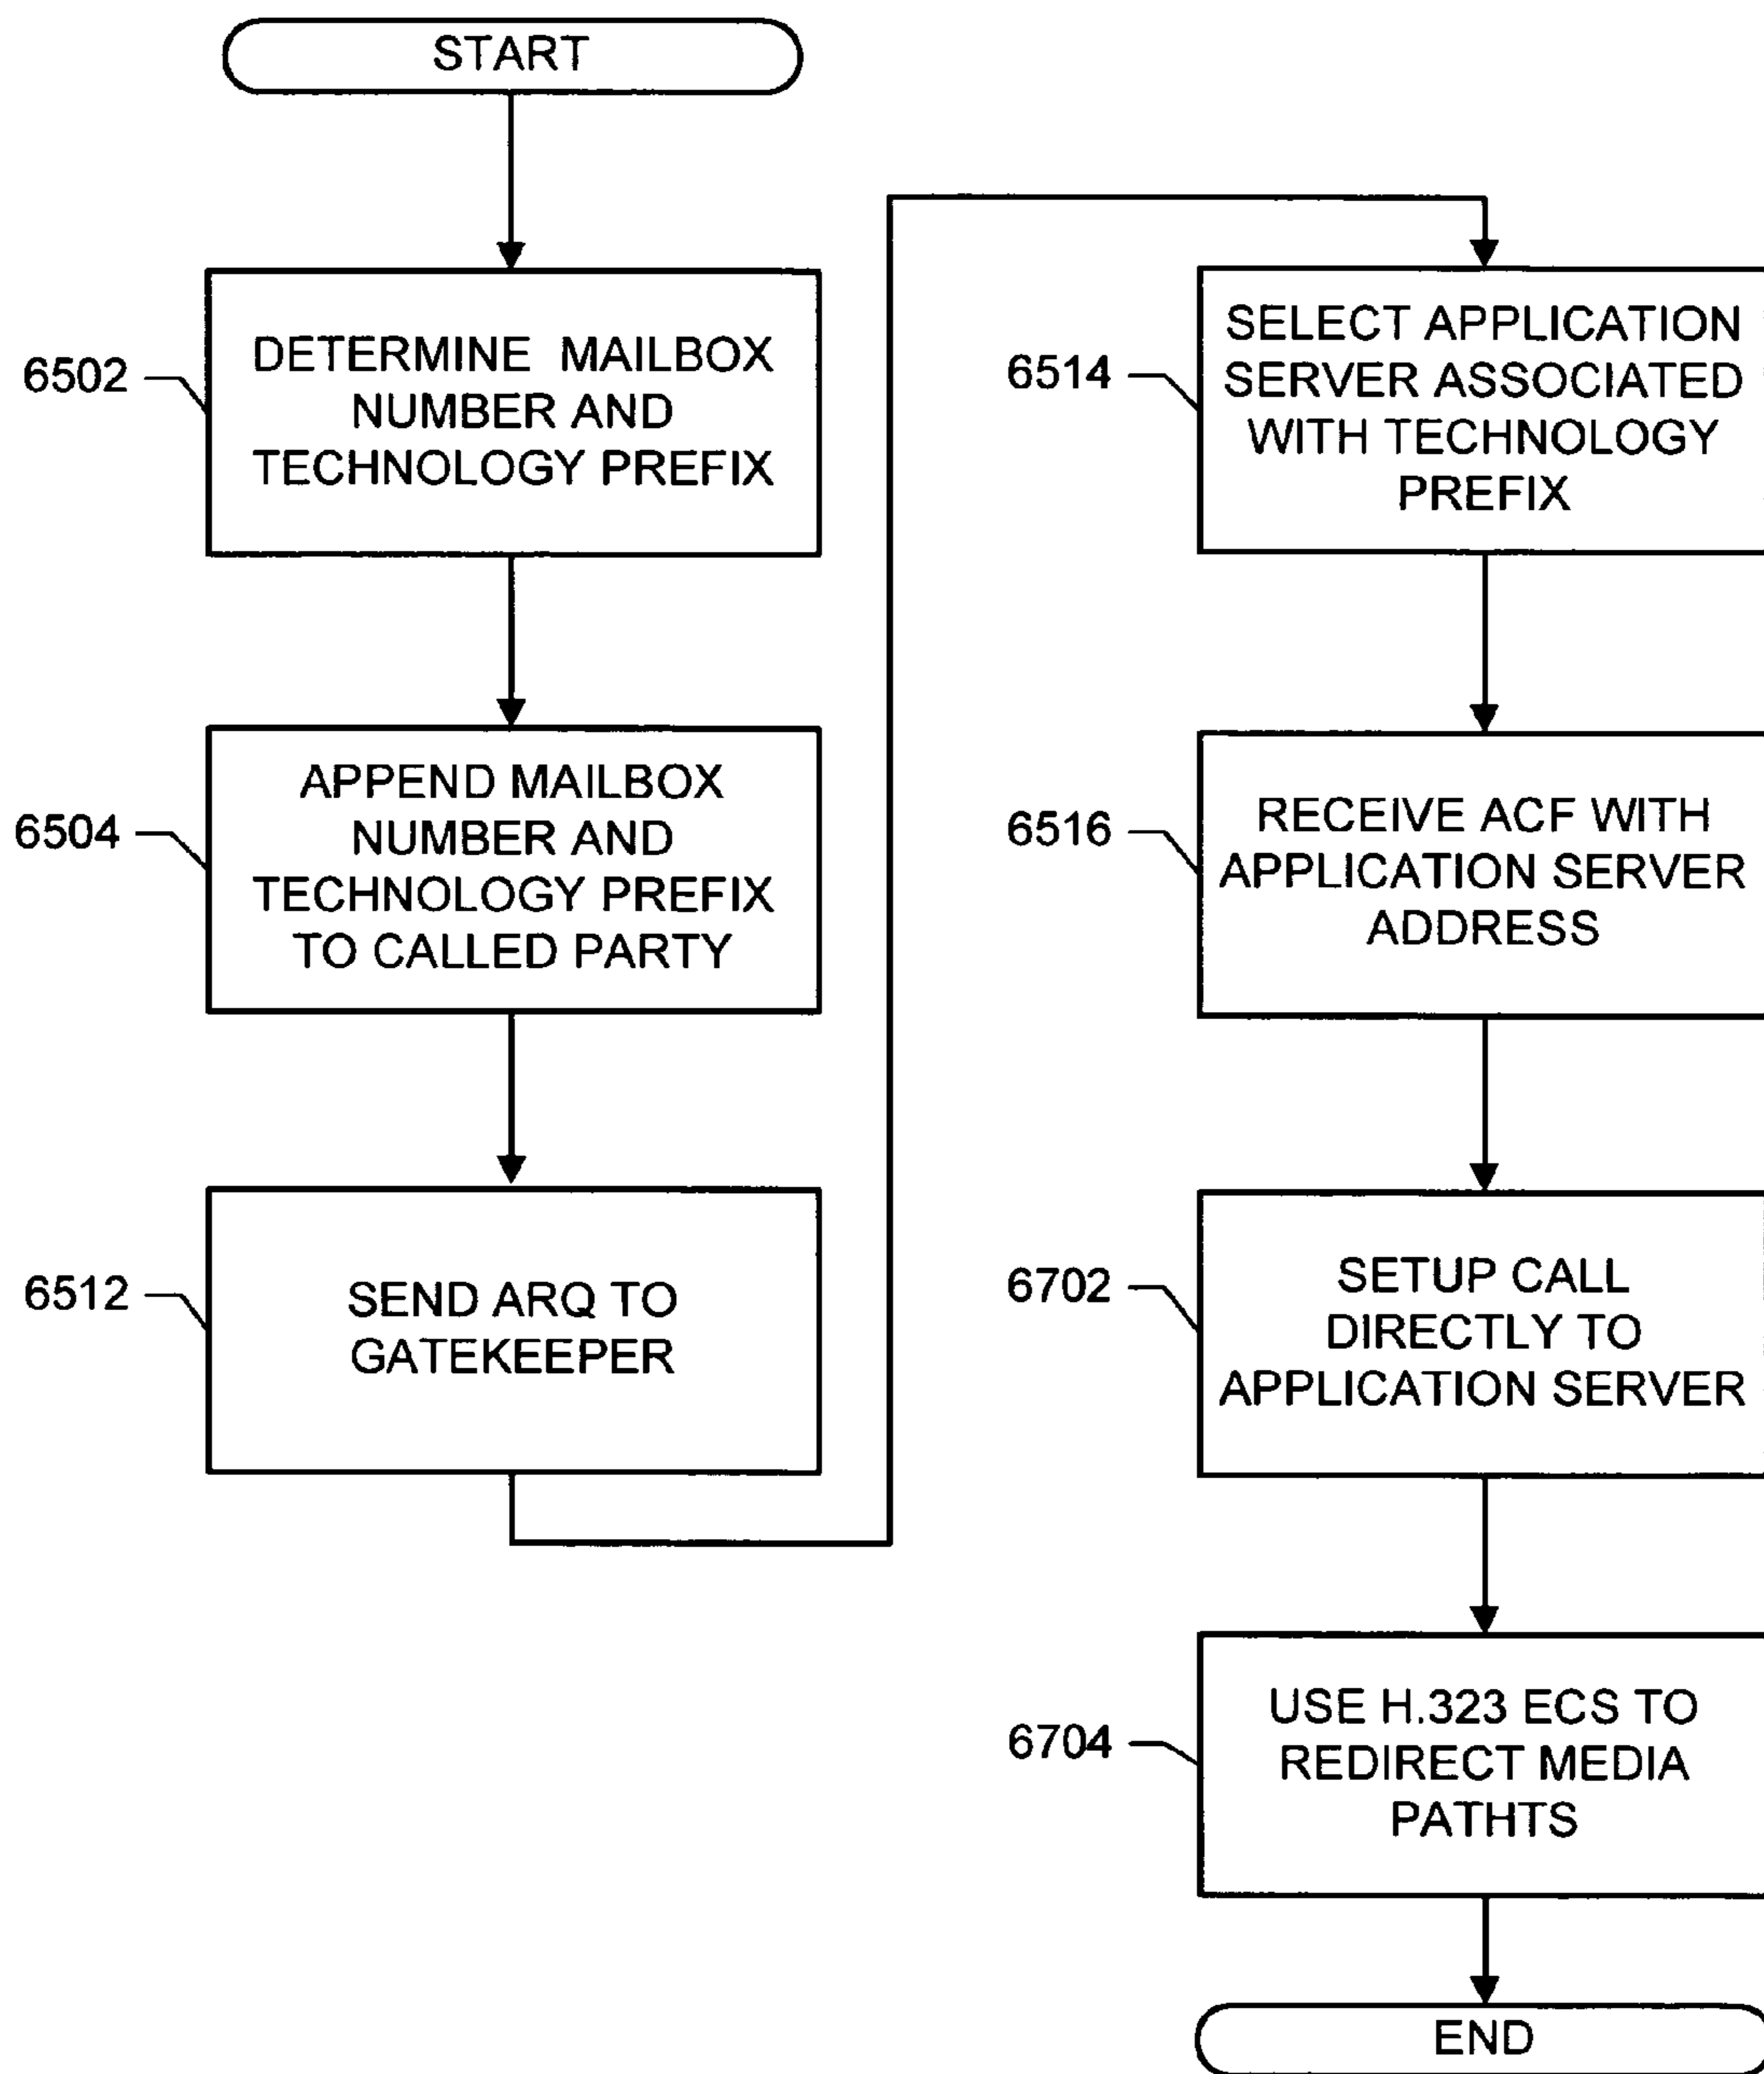 START
6502
DETERMINE MAILBOX
NUMBER AND
TECHNOLOGY PREFIX
6504
APPEND MAILBOX
NUMBER AND
TECHNOLOGY PREFIX
TO CALLED PARTY
6512
SEND ARQ TO
GATEKEEPER
6514
SELECT APPLICATION
SERVER ASSOCIATED
WITH TECHNOLOGY
PREFIX
6516
RECEIVE ACF WITH
APPLICATION SERVER
ADDRESS
6702
SETUP CALL
DIRECTLY TO
APPLICATION SERVER
6704
USE H.323 ECS TO
REDIRECT MEDIA
PATHTS
END